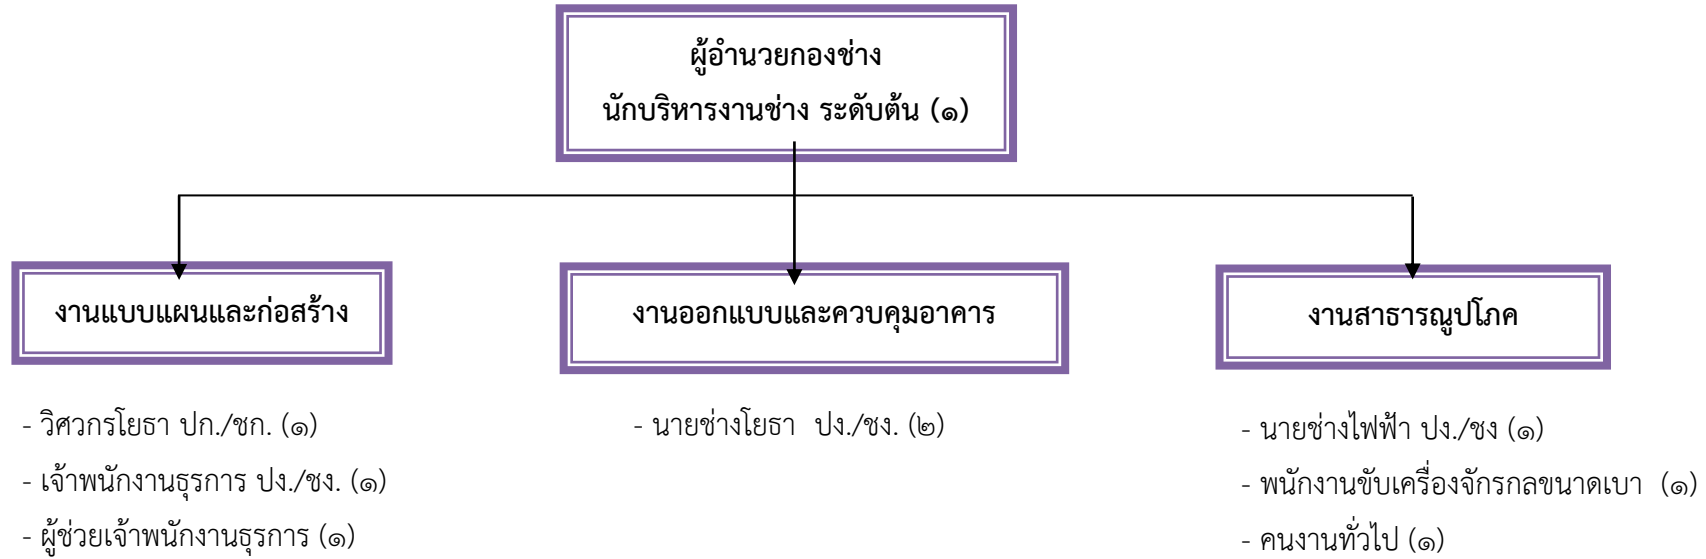 ผู้อำนวยกองช่าง
นักบริหารงานช่าง ระดับต้น (๑)
งานแบบแผนและก่อสร้าง
- วิศวกรโยธา ปก./ชก. (๑)
- เจ้าพนักงานธุรการ ปง./ชง. (๑)
- ผู้ช่วยเจ้าพนักงานธุรการ (๑)
งานออกแบบและควบคุมอาคาร
- นายช่างโยธา ปง./ชง. (๒)
งานสาธารณูปโภค
- นายช่างไฟฟ้า ปง./ชง (๑)
- พนักงานขับเครื่องจักรกลขนาดเบา (๑)
- คนงานทั่วไป (๑)